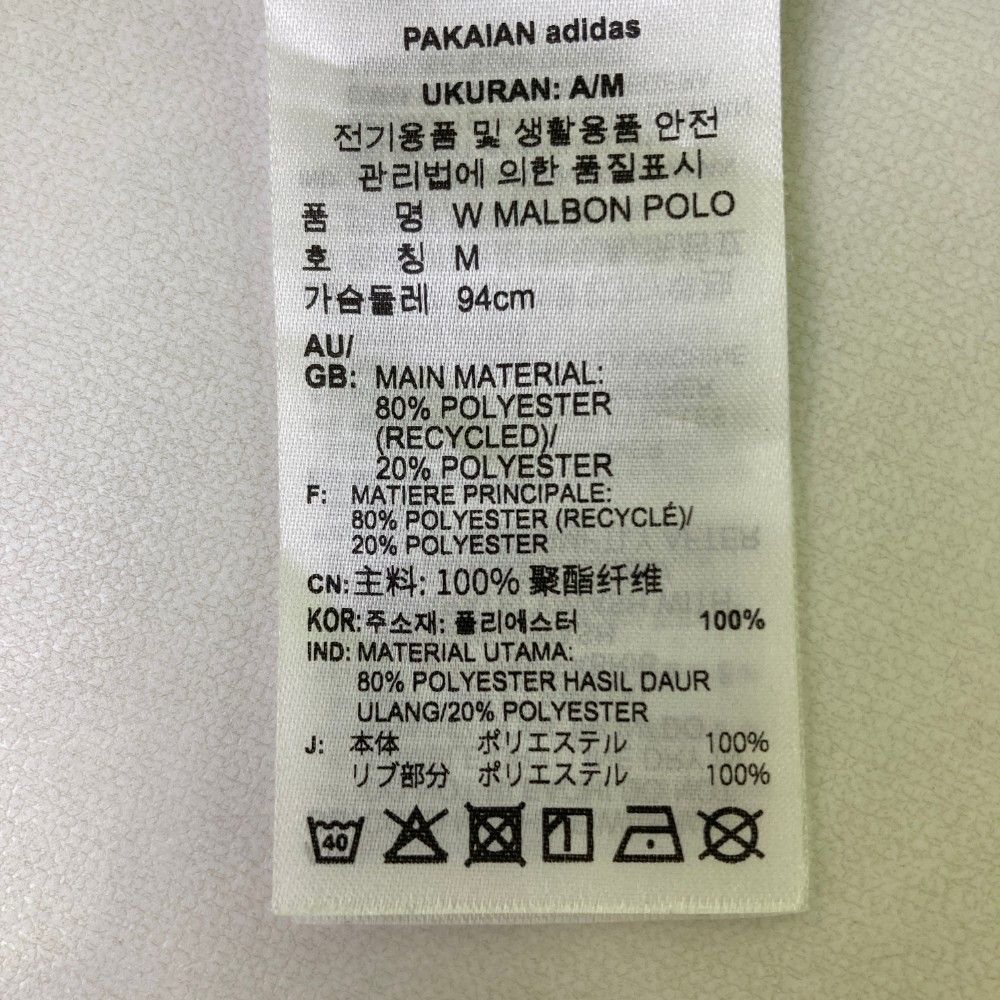 PAKAIAN adidas
UKURAN: A/M
전기용품 및 생활용품 안전
관리법에 의한 품질표시
품 명 W MALBON POLO
호 칭 M
가슴둘레 94cm
AU/
GB: MAIN MATERIAL:
80% POLYESTER
(RECYCLED)/
20% POLYESTER
F: MATIERE PRINCIPALE:
80% POLYESTER (RECYCLÉ)/
20% POLYESTER
CN: 主料: 100% 聚酯纤维
KOR: 주소재: 폴리에스터 100%
IND: MATERIAL UTAMA:
80% POLYESTER HASIL DAUR
ULANG/20% POLYESTER
J: 本体 ポリエステル 100%
リブ部分 ポリエステル 100%
40